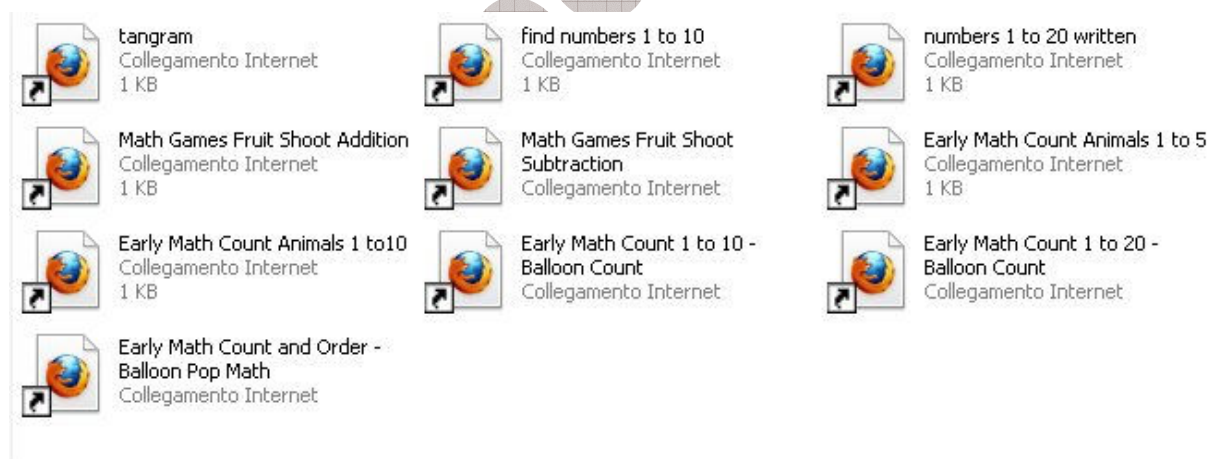 tangram
Collegamento Internet
1 KB
find numbers 1 to 10
Collegamento Internet
1 KB
numbers 1 to 20 written
Collegamento Internet
1 KB
Math Games Fruit Shoot Addition
Collegamento Internet
1 KB
Math Games Fruit Shoot
Subtraction
Collegamento Internet
Early Math Count Animals 1 to 5
Collegamento Internet
1 KB
Early Math Count Animals 1 to10
Collegamento Internet
1 KB
Early Math Count 1 to 10 -
Balloon Count
Collegamento Internet
Early Math Count 1 to 20 -
Balloon Count
Collegamento Internet
Early Math Count and Order -
Balloon Pop Math
Collegamento Internet